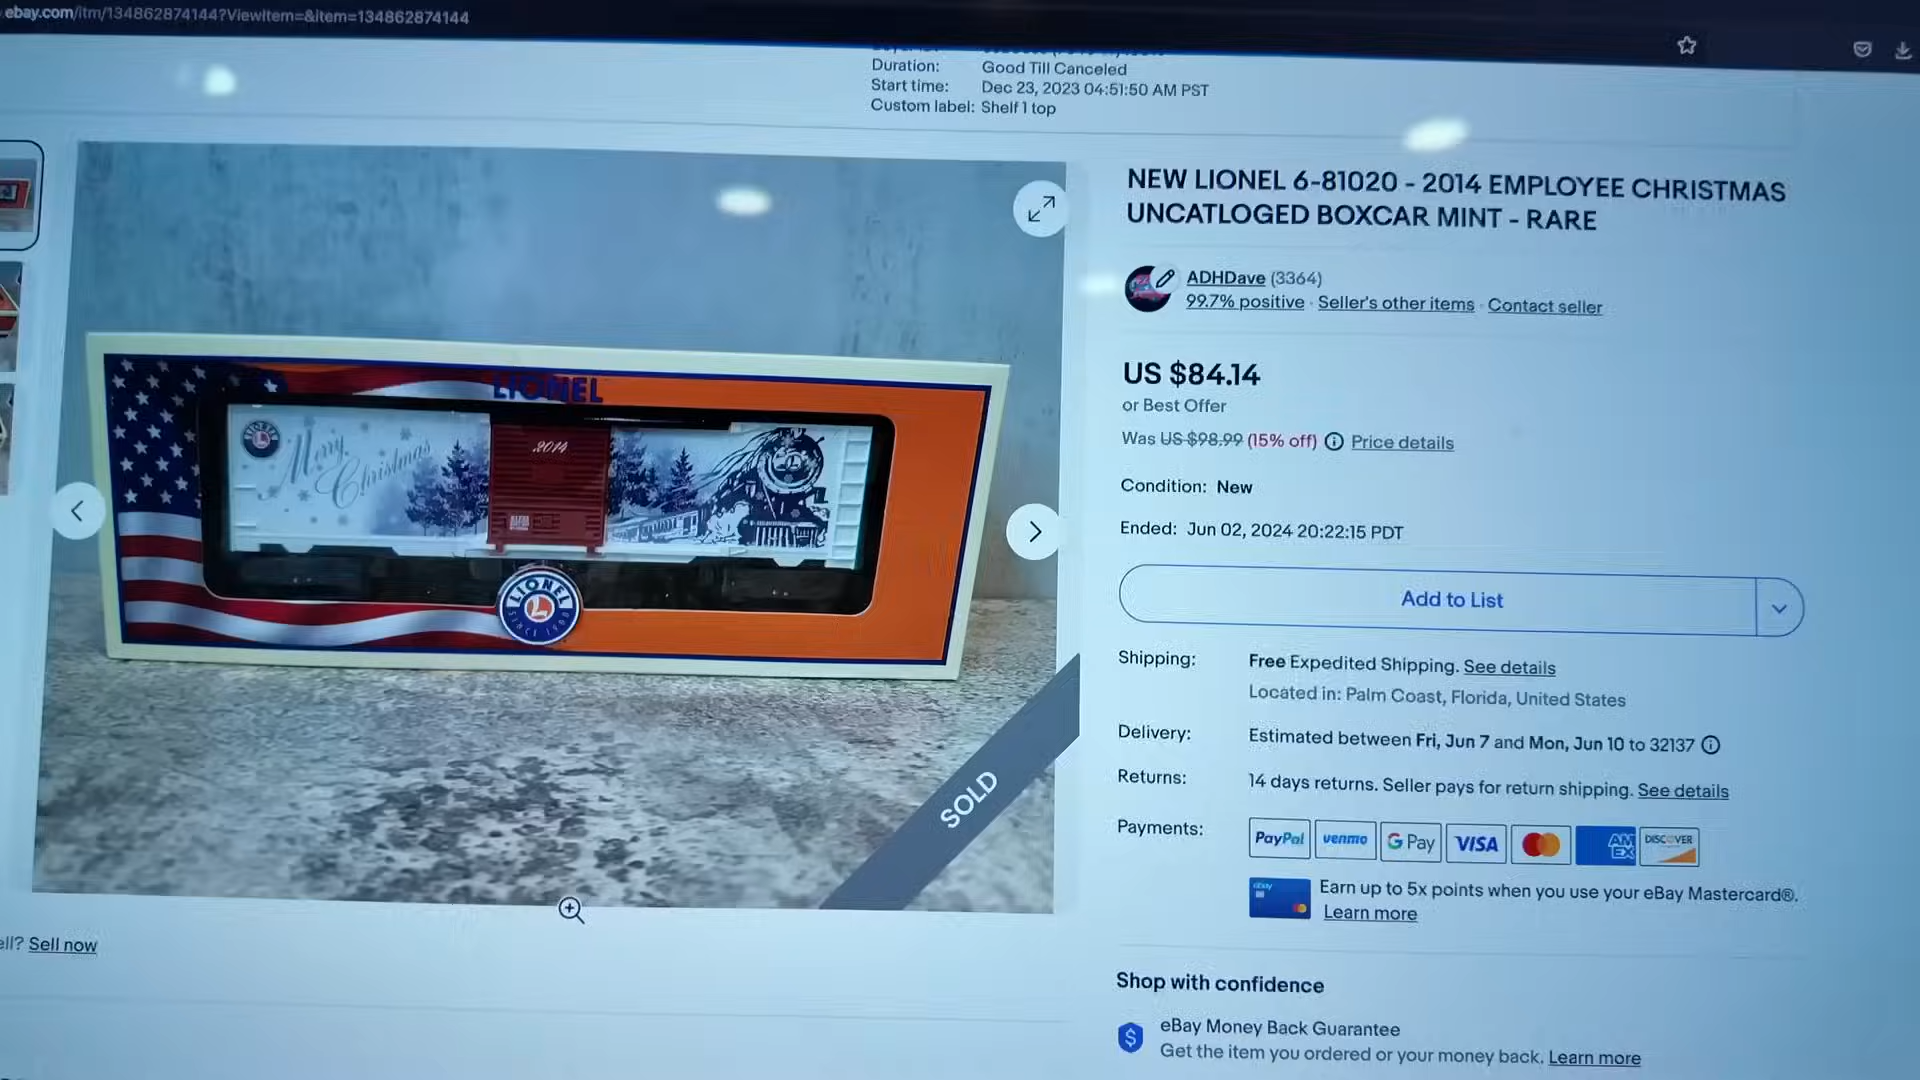 ebay.com/itm/134862874144?ViewItem=&item=134862874144
Duration: Good Till Canceled
Start time: Dec 23, 2023 04:51:50 AM PST
Custom label: Shelf 1 top
NEW LIONEL 6-81020 - 2014 EMPLOYEE CHRISTMAS
UNCATLOGED BOXCAR MINT - RARE
ADHDave (3364)
99.7% positive · Seller's other items · Contact seller
US $84.14
or Best Offer
Was US $98.99 (15% off) Price details
Condition: New
Ended: Jun 02, 2024 20:22:15 PDT
Add to List
Shipping: Free Expedited Shipping. See details
Located in: Palm Coast, Florida, United States
Delivery: Estimated between Fri, Jun 7 and Mon, Jun 10 to 32137
Returns: 14 days returns. Seller pays for return shipping. See details
Payments: PayPal venmo G Pay VISA AM EX DISCOVER
ebay
Earn up to 5x points when you use your eBay Mastercard®.
Learn more
Shop with confidence
eBay Money Back Guarantee
Get the item you ordered or your money back. Learn more
LIONEL
Merry
Christmas
2014
L
LIONEL
L
SINCE 1900
SOLD
ell? Sell now